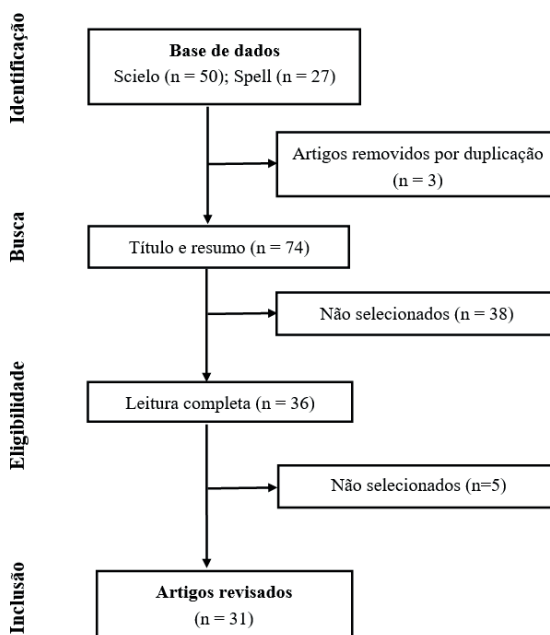 Identificação
Base de dados
Scielo (n = 50); Spell (n = 27)
Artigos removidos por duplicação
(n = 3)
Busca
Título e resumo (n = 74)
Não selecionados (n = 38)
Eligibilidade
Leitura completa (n = 36)
Não selecionados (n=5)
Inclusão
Artigos revisados
(n = 31)